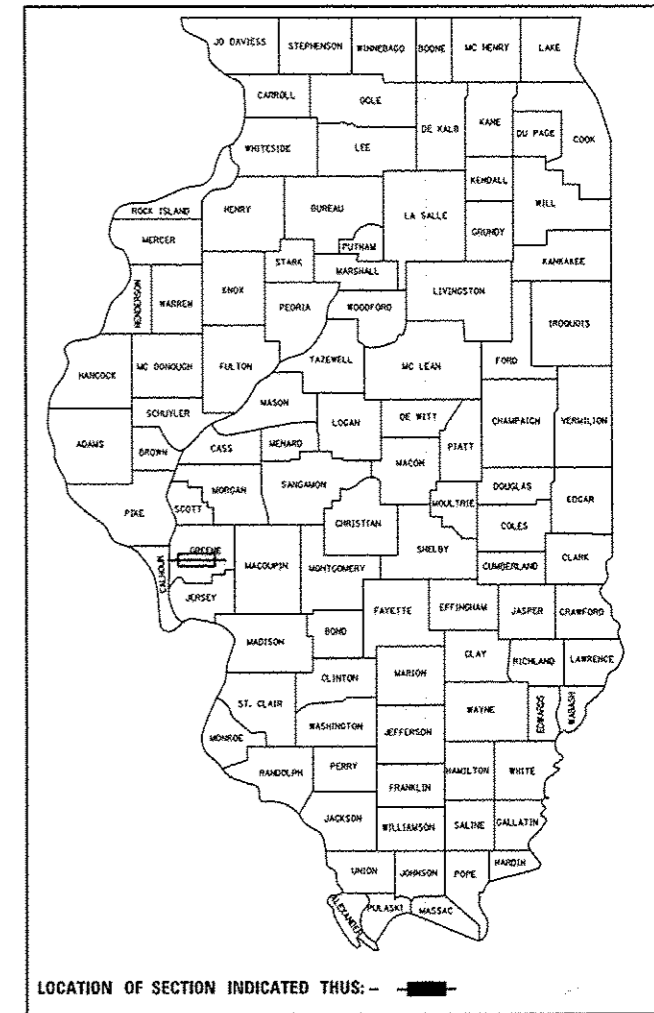 JO DAVIESS STEPHENSON WINNEBAGO BOONE MC HENRY LAKE
CARROLL OGLE DE KALB KANE DU PAGE COOK
WHITESIDE LEE
KENDALL WILL
ROCK ISLAND HENRY BUREAU LA SALLE GRUNDY
MERCER PUTNAM KANKAKEE
STARK MARSHALL
HENDERSON WARREN KNOX PEORIA WOODFORD LIVINGSTON IROQUOIS
HANCOCK MC DONOUGH FULTON TAZEWELL MC LEAN FORD
MASON
SCHUYLER LOGAN DE WITT CHAMPAIGN VERMILION
ADAMS BROWN CASS MENARD PIATT
MACON
PIKE SCOTT MORGAN SANGAMON MOULTRIE DOUGLAS EDGAR
CHRISTIAN COLES
GREENE SHELBY
CALHOUN MACOUPIN MONTGOMERY CUMBERLAND CLARK
JERSEY
FAYETTE EFFINGHAM JASPER CRAWFORD
MADISON BOND
CLAY RICHLAND LAWRENCE
CLINTON MARION
ST. CLAIR WAYNE EDWARDS WABASH
WASHINGTON JEFFERSON
MONROE
RANDOLPH PERRY HAMILTON WHITE
FRANKLIN
JACKSON WILLIAMSON SALINE GALLATIN
HARDIN
UNION JOHNSON POPE
ALEXANDER PULASKI MASSAC
LOCATION OF SECTION INDICATED THUS: -